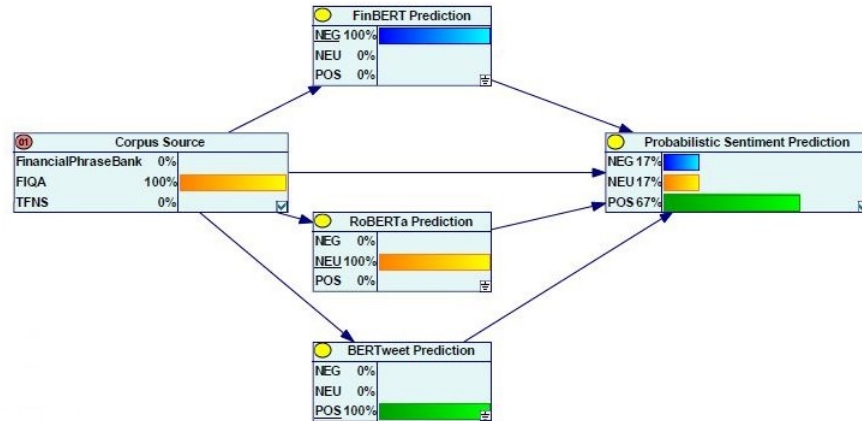 FinBERT Prediction
NEG 100%
NEU 0%
POS 0%
01 Corpus Source
FinancialPhraseBank 0%
FIQA 100%
TFNS 0%
Probabilistic Sentiment Prediction
NEG 17%
NEU 17%
POS 67%
RoBERTa Prediction
NEG 0%
NEU 100%
POS 0%
BERTweet Prediction
NEG 0%
NEU 0%
POS 100%